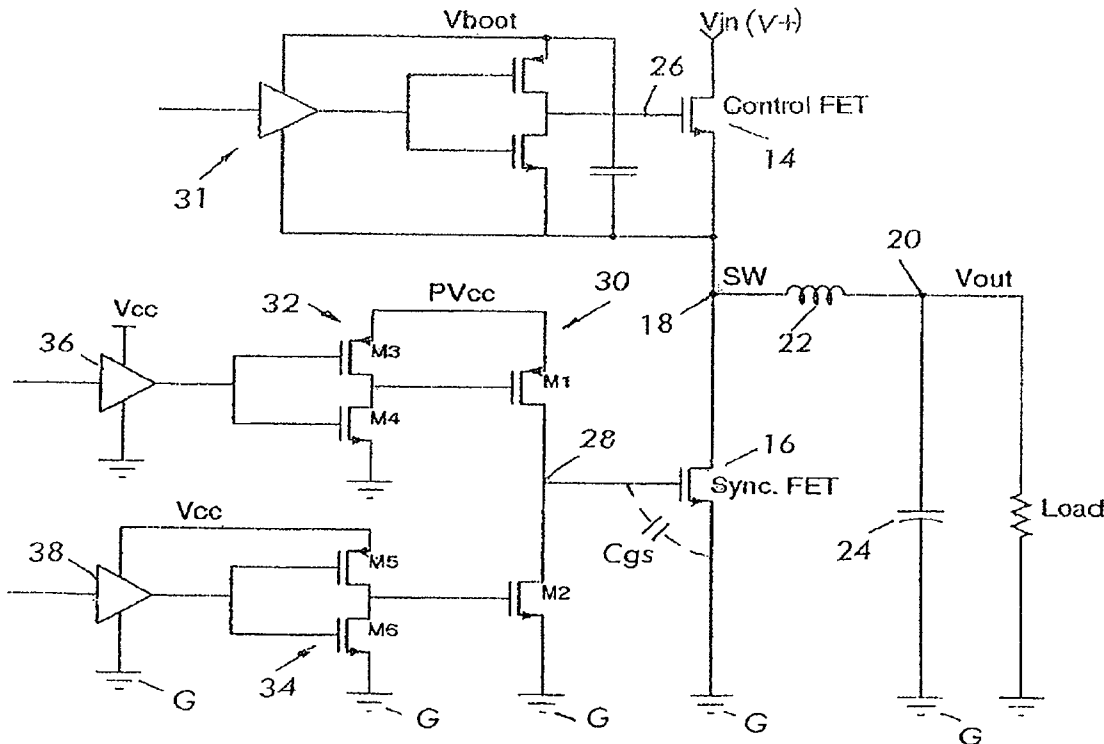 Vboot
Vin (V+)
26
Control FET
14
31
SW
20
Vout
18
22
30
PVcc
32
Vcc
36
M3
M1
M4
28
16
Sync. FET
Cgs
24
Load
Vcc
38
M5
M2
M6
34
G
G
G
G
G